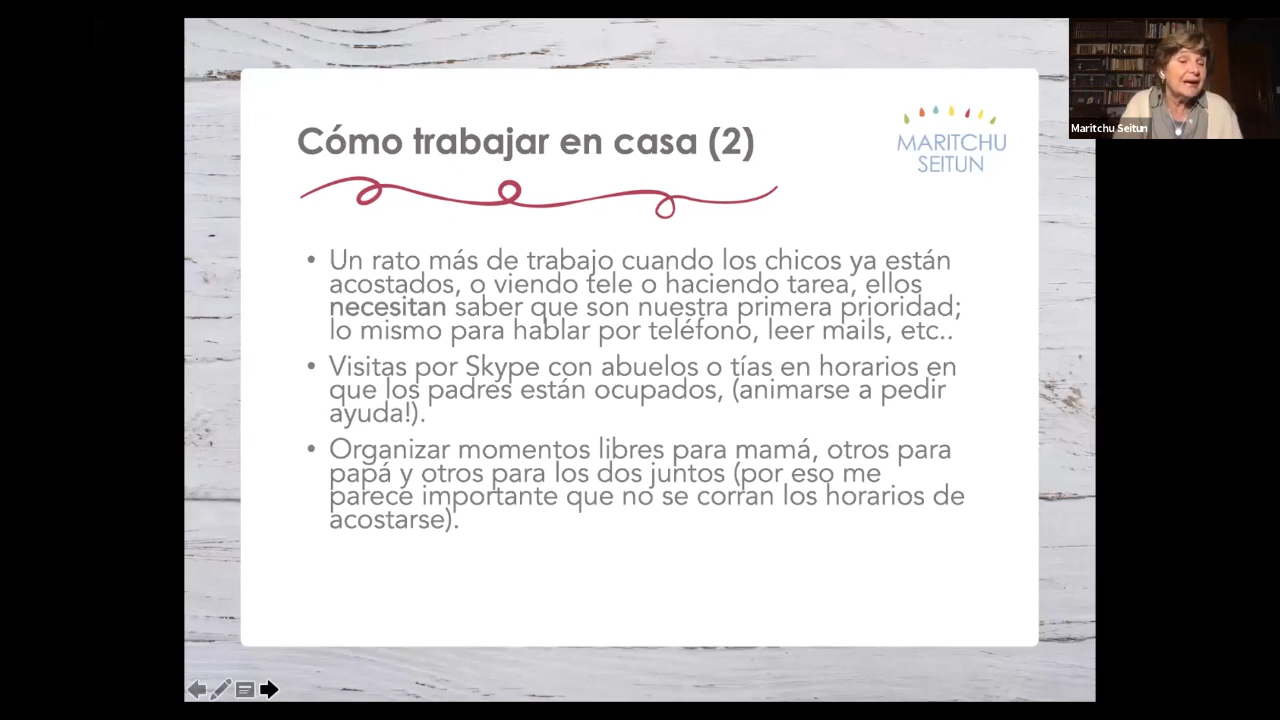 Cómo trabajar en casa (2)
MARITCHU
SEITUN
Maritchu Seitun
• Un rato más de trabajo cuando los chicos ya están
acostados, o viendo tele o haciendo tarea, ellos
necesitan saber que son nuestra primera prioridad;
lo mismo para hablar por teléfono, leer mails, etc..
• Visitas por Skype con abuelos o tías en horarios en
que los padres están ocupados, (animarse a pedir
ayuda!).
• Organizar momentos libres para mamá, otros para
papá y otros para los dos juntos (por eso me
parece importante que no se corran los horarios de
acostarse).